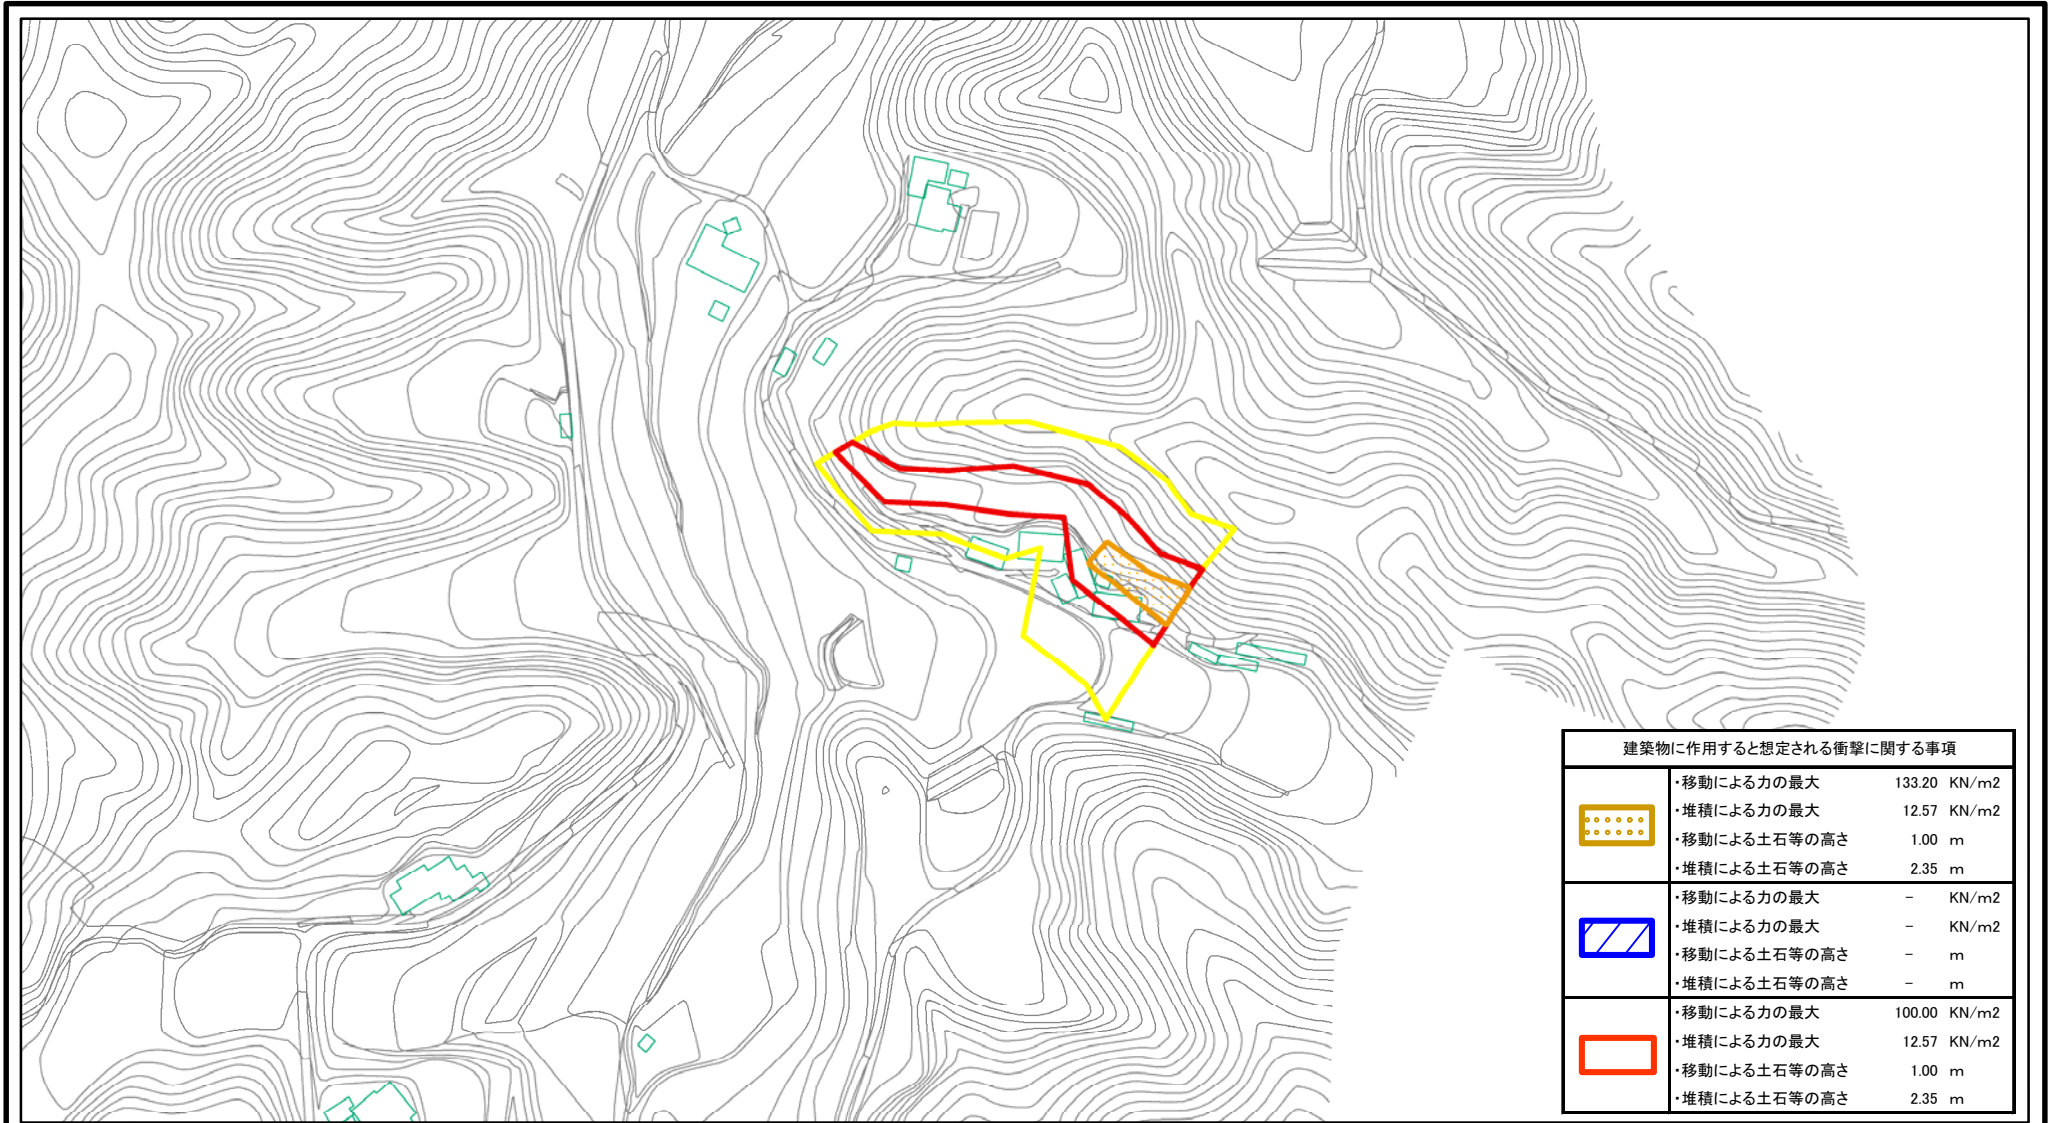 建築物に作用すると想定される衝撃に関する事項
・移動による力の最大 133.20 KN/m2
・堆積による力の最大 12.57 KN/m2
・移動による土石等の高さ 1.00 m
・堆積による土石等の高さ 2.35 m
・移動による力の最大 - KN/m2
・堆積による力の最大 - KN/m2
・移動による土石等の高さ - m
・堆積による土石等の高さ - m
・移動による力の最大 100.00 KN/m2
・堆積による力の最大 12.57 KN/m2
・移動による土石等の高さ 1.00 m
・堆積による土石等の高さ 2.35 m